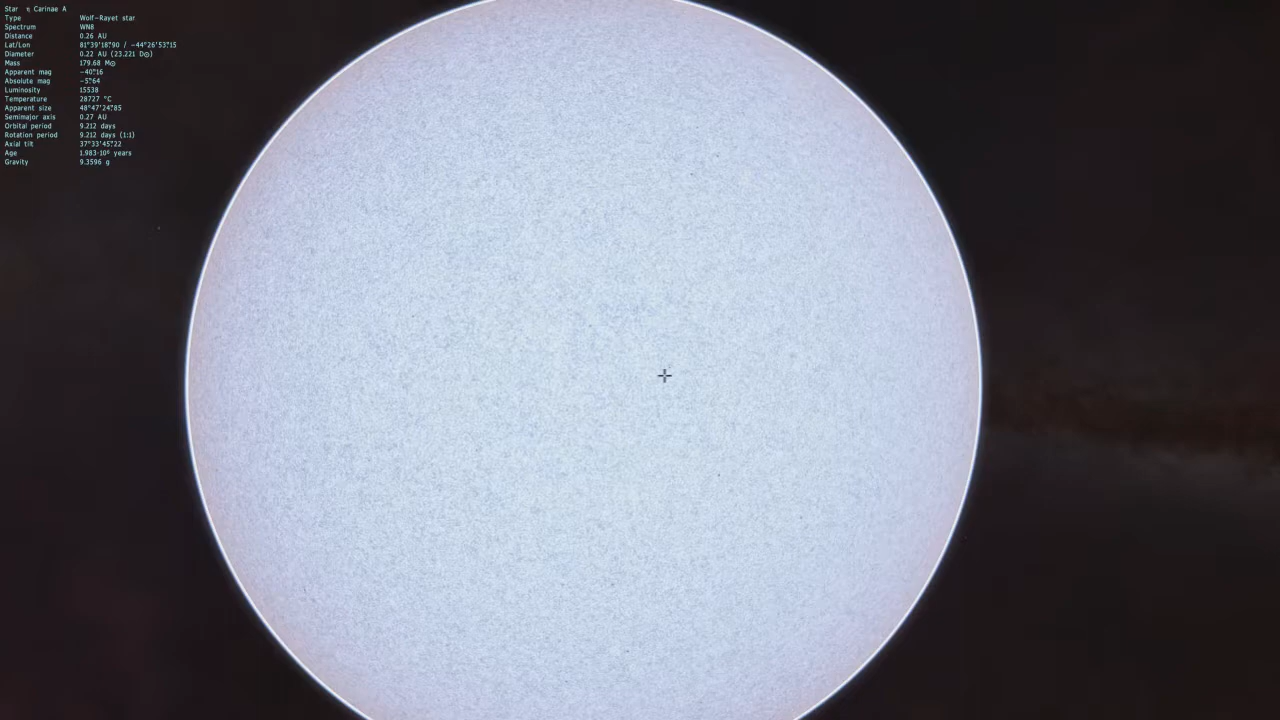 Star η Carinae A
Type Wolf-Rayet star
Spectrum WN8
Distance 0.26 AU
Lat/Lon 81°39'18"90 / -44°26'53"15
Diameter 0.22 AU (23.221 D☉)
Mass 179.68 M☉
Apparent mag -40ᵐ16
Absolute mag -5ᵐ64
Luminosity 15538
Temperature 28727 °C
Apparent size 48°47'24"85
Semimajor axis 0.27 AU
Orbital period 9.212 days
Rotation period 9.212 days (1:1)
Axial tilt 37°33'45"22
Age 1.983·10⁶ years
Gravity 9.3596 g